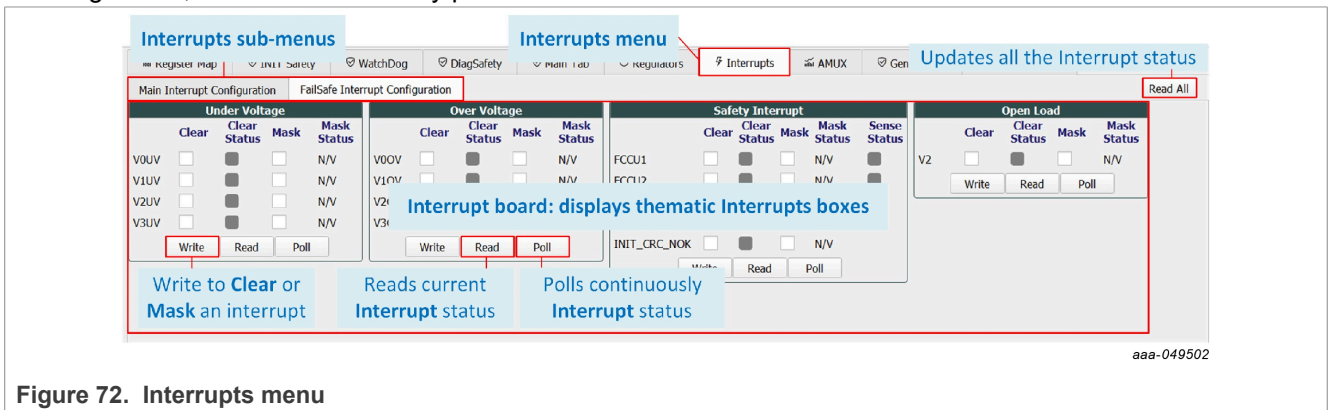 Interrupts sub-menus
Interrupts menu
Updates all the Interrupt status
Register Map
INIT Safety
WatchDog
DiagSafety
Main Tab
Regulators
Interrupts
AMUX
Gen
Main Interrupt Configuration
FailSafe Interrupt Configuration
Read All
Under Voltage
Clear Clear Status Mask Mask Status
V0UV N/V
V1UV N/V
V2UV N/V
V3UV N/V
Write Read Poll
Over Voltage
Clear Clear Status Mask Mask Status
V0OV N/V
V1OV N/V
Write Read Poll
Safety Interrupt
Clear Clear Status Mask Mask Status Sense Status
FCCU1 N/V
FCCU2 N/V
INIT_CRC_NOK N/V
Write Read Poll
Open Load
Clear Clear Status Mask Mask Status
V2 N/V
Write Read Poll
Interrupt board: displays thematic Interrupts boxes
Write to Clear or
Mask an interrupt
Reads current
Interrupt status
Polls continuously
Interrupt status
aaa-049502
Figure 72. Interrupts menu